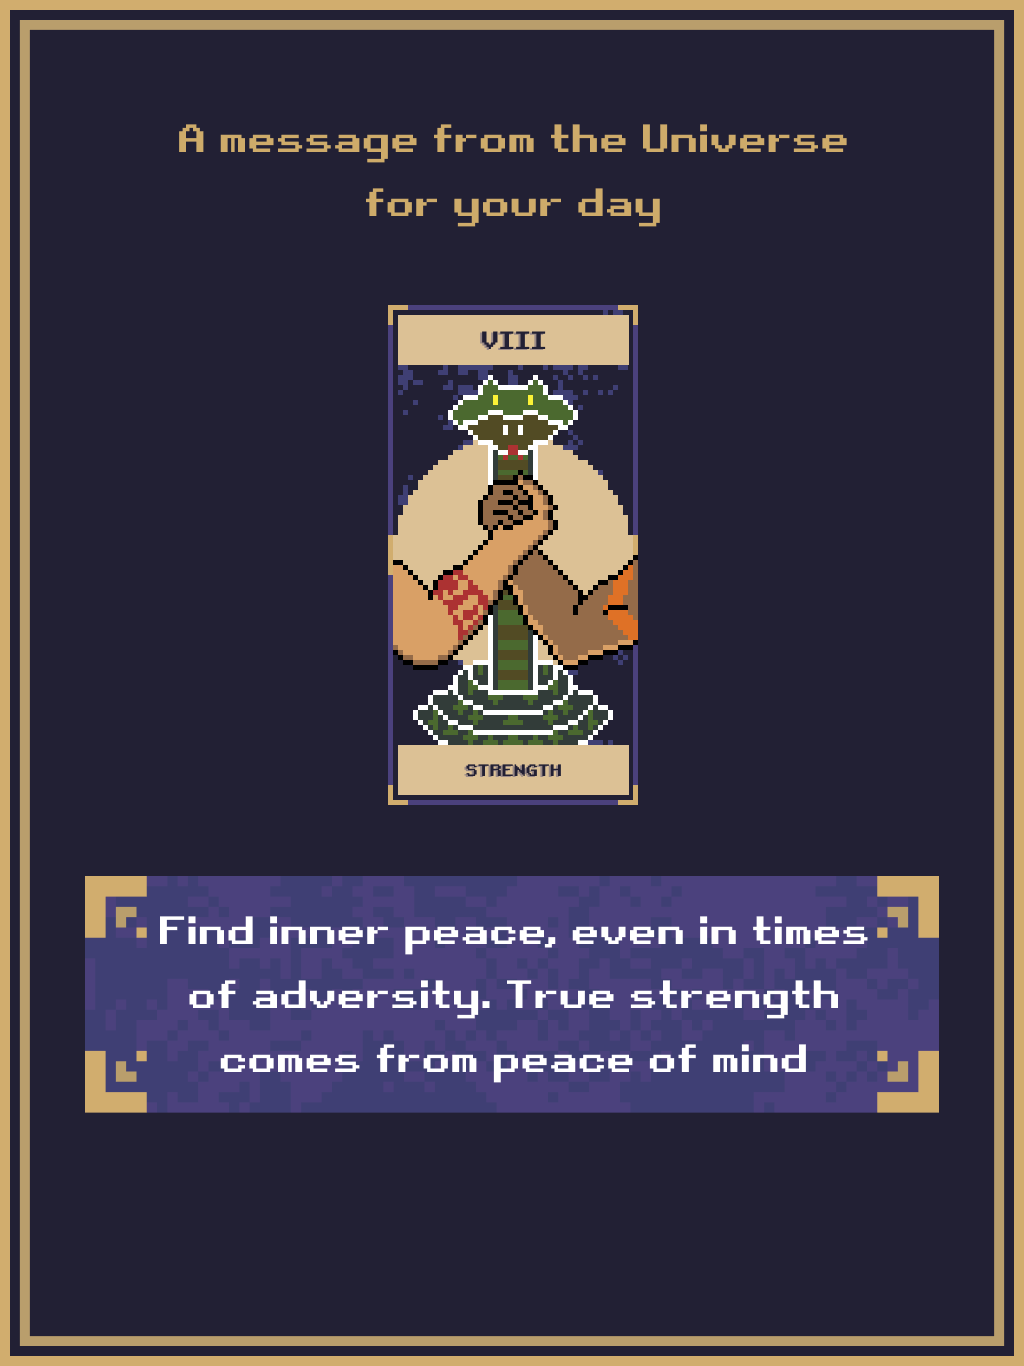 A message from the Universe
for your day
VIII
STRENGTH
Find inner peace, even in times
of adversity. True strength
comes from peace of mind